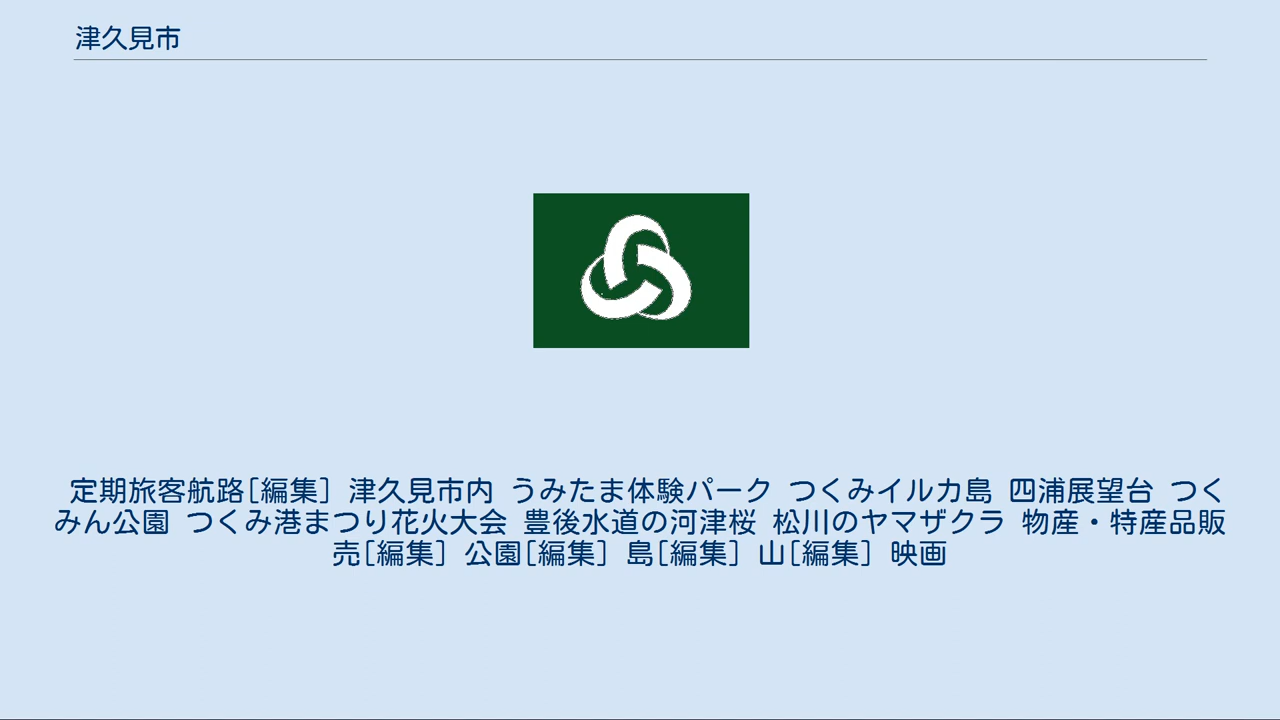 津久見市
定期旅客航路[編集] 津久見市内 うみたま体験パーク つくみイルカ島 四浦展望台 つく
みん公園 つくみ港まつり花火大会 豊後水道の河津桜 松川のヤマザクラ 物産・特産品販
売[編集] 公園[編集] 島[編集] 山[編集] 映画